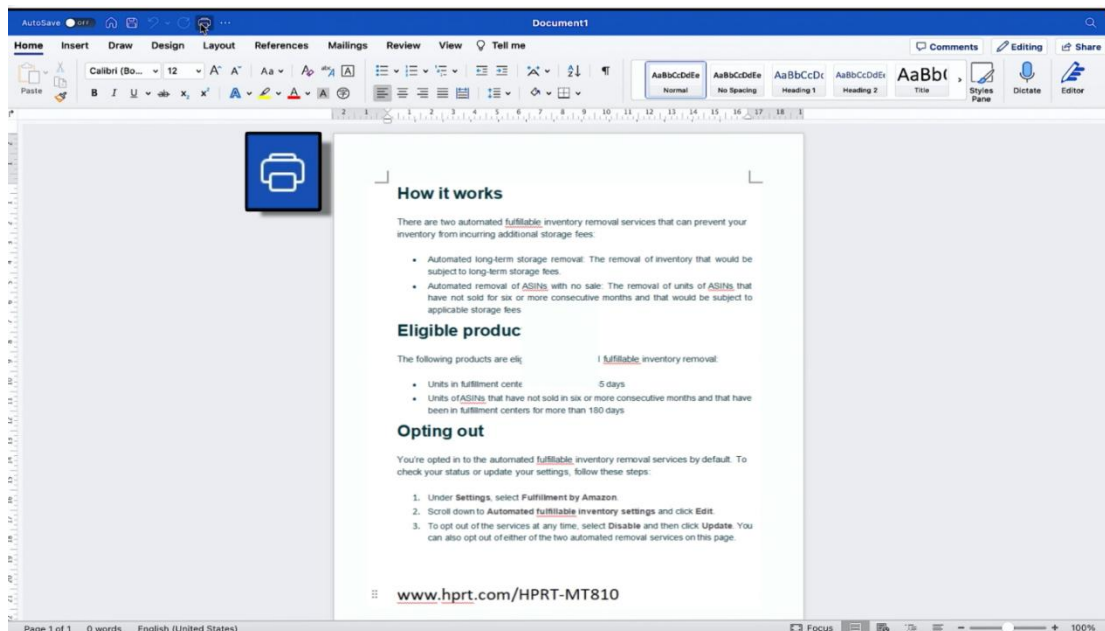 AutoSave OFF
Document1
Home Insert Draw Design Layout References Mailings Review View Tell me Comments Editing Share
Paste
Calibri (Bo... 12
AaBbCcDdEe Normal
AaBbCcDdEe No Spacing
AaBbCcDc Heading 1
AaBbCcDdEe Heading 2
AaBb( Title
Styles Pane
Dictate
Editor
How it works
There are two automated fulfillable inventory removal services that can prevent your
inventory from incurring additional storage fees:
• Automated long-term storage removal: The removal of inventory that would be
subject to long-term storage fees.
• Automated removal of ASINs with no sale: The removal of units of ASINs that
have not sold for six or more consecutive months and that would be subject to
applicable storage fees
Eligible produc
The following products are elig l fulfillable inventory removal:
• Units in fulfillment cente 5 days
• Units of ASINs that have not sold in six or more consecutive months and that have
been in fulfillment centers for more than 180 days
Opting out
You're opted in to the automated fulfillable inventory removal services by default. To
check your status or update your settings, follow these steps:
1. Under Settings, select Fulfillment by Amazon.
2. Scroll down to Automated fulfillable inventory settings and click Edit.
3. To opt out of the services at any time, select Disable and then click Update. You
can also opt out of either of the two automated removal services on this page.
www.hprt.com/HPRT-MT810
Page 1 of 1 0 words English (United States) Focus 100%